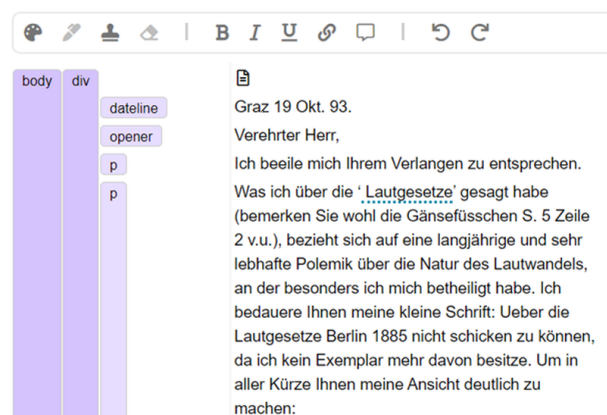 B I U
body div
dateline Graz 19 Okt. 93.
opener Verehrter Herr,
p Ich beeile mich Ihrem Verlangen zu entsprechen.
p Was ich über die ‘ Lautgesetze’ gesagt habe
(bemerken Sie wohl die Gänsefüsschen S. 5 Zeile
2 v.u.), bezieht sich auf eine langjährige und sehr
lebhafte Polemik über die Natur des Lautwandels,
an der besonders ich mich betheiligt habe. Ich
bedauere Ihnen meine kleine Schrift: Ueber die
Lautgesetze Berlin 1885 nicht schicken zu können,
da ich kein Exemplar mehr davon besitze. Um in
aller Kürze Ihnen meine Ansicht deutlich zu
machen: